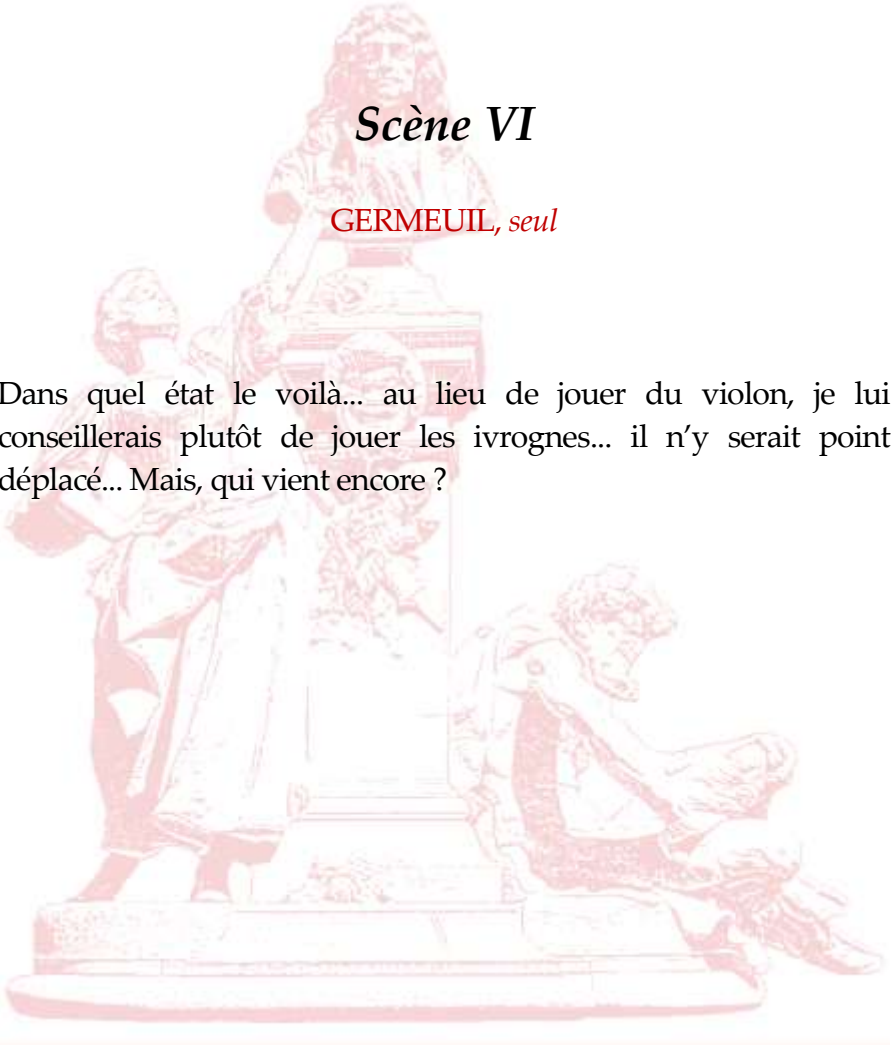 Scène VI
GERMEUIL, seul
Dans quel état le voilà... au lieu de jouer du violon, je lui
conseillerais plutôt de jouer les ivrognes... il n’y serait point
déplacé... Mais, qui vient encore ?